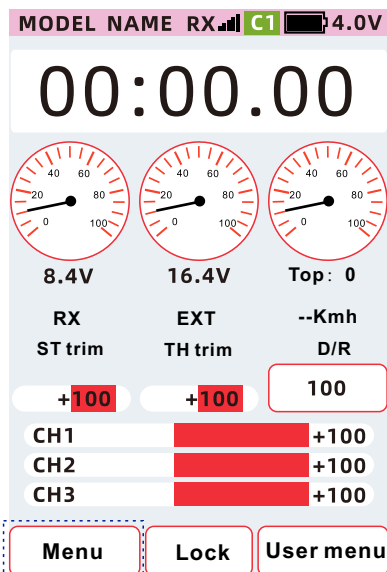 MODEL NAME RX C1 4.0V
00:00.00
40 60 40 60 40 60
20 80 20 80 20 80
0 100 0 100 0 100
8.4V 16.4V Top: 0
RX EXT --Kmh
ST trim TH trim D/R
+100 +100 100
CH1 +100
CH2 +100
CH3 +100
Menu Lock User menu